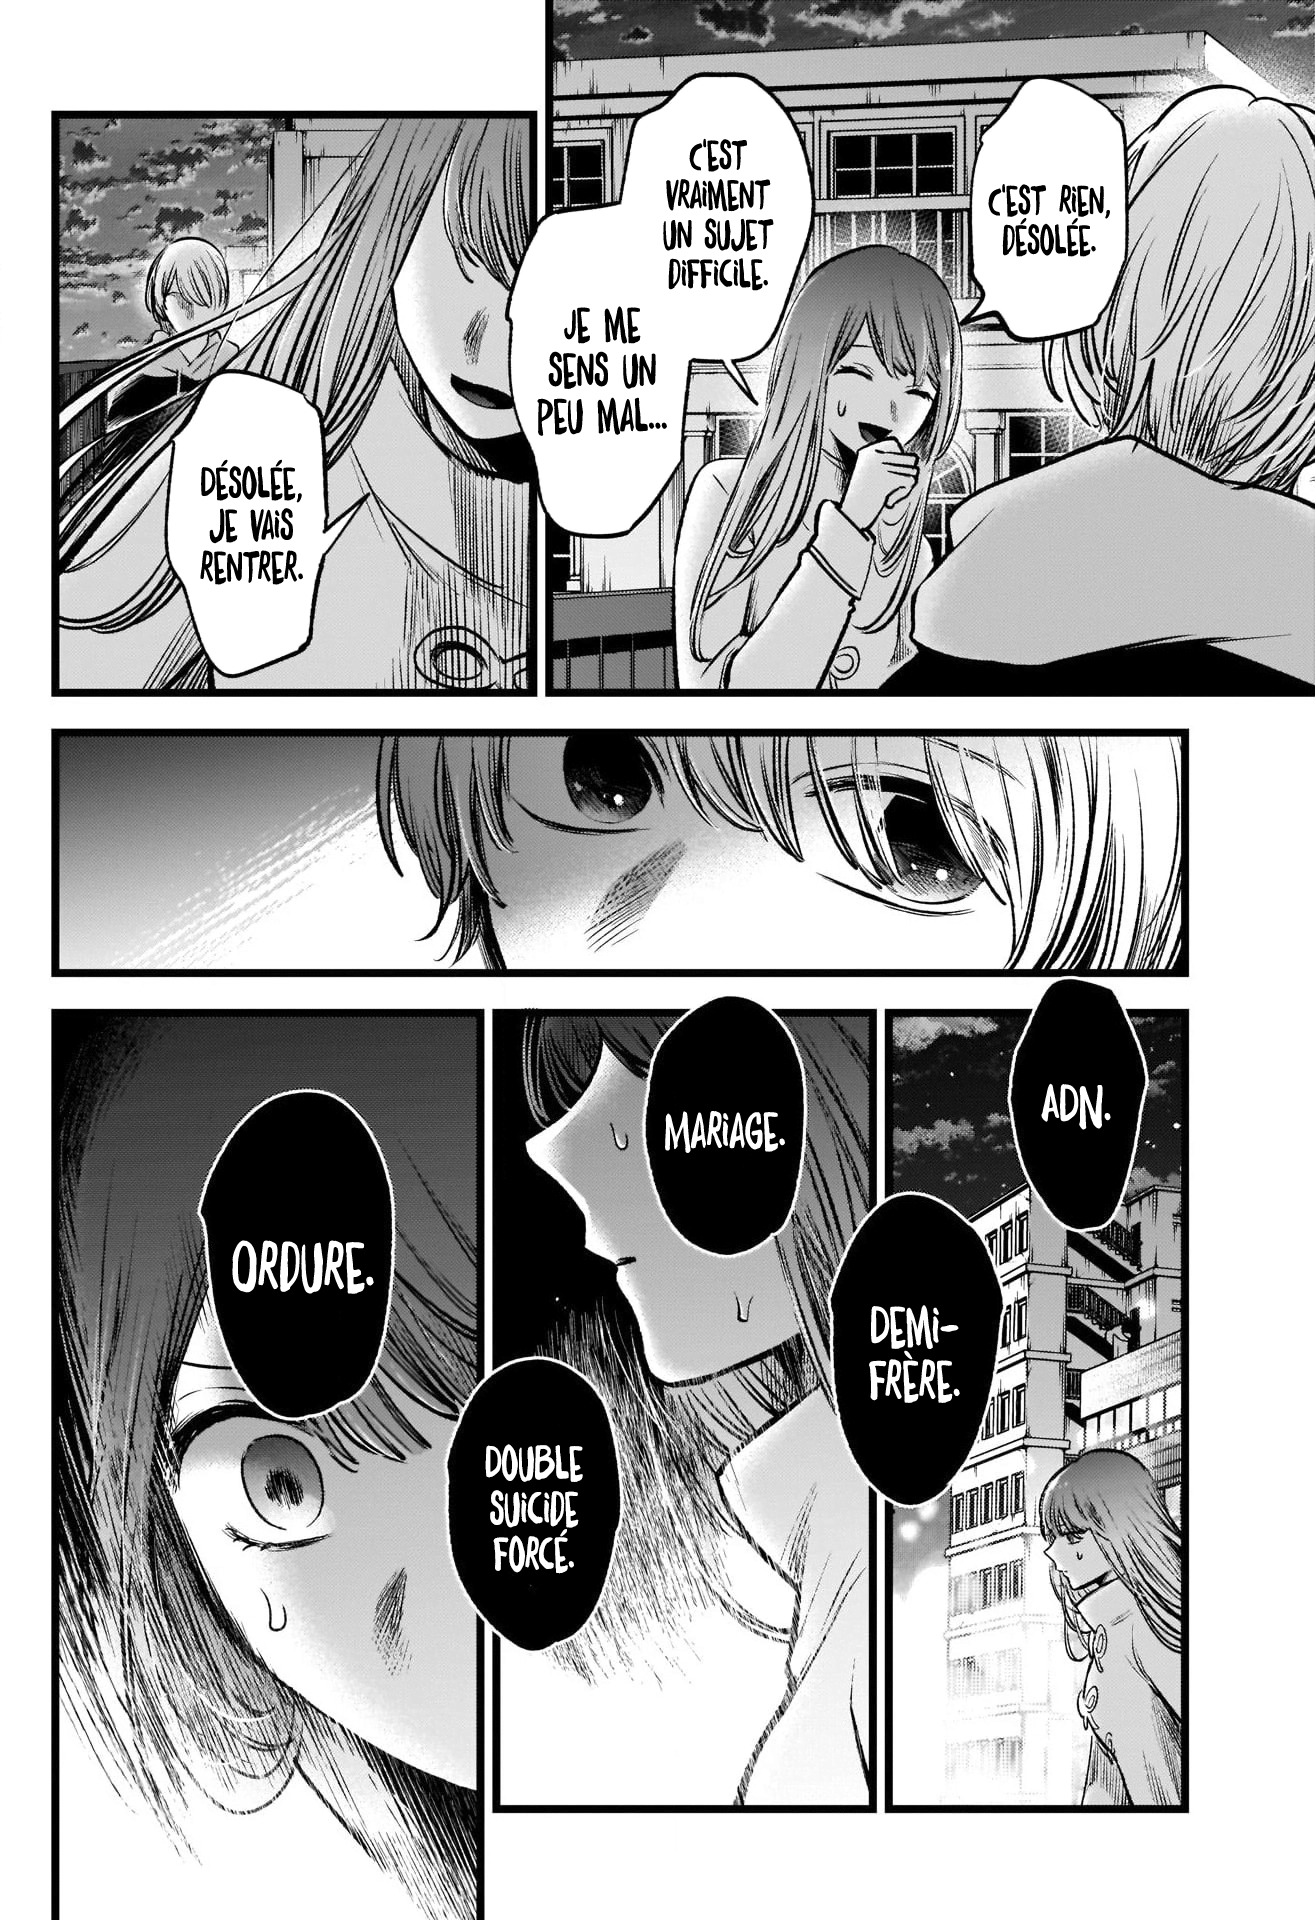 C'EST RIEN,
DÉSOLÉE.
C'EST
VRAIMENT
UN SUJET
DIFFICILE.
JE ME
SENS UN
PEU MAL...
DÉSOLÉE,
JE VAIS
RENTRER.
ADN.
DEMI-
FRÈRE.
MARIAGE.
DOUBLE
SUICIDE
FORCÉ.
ORDURE.